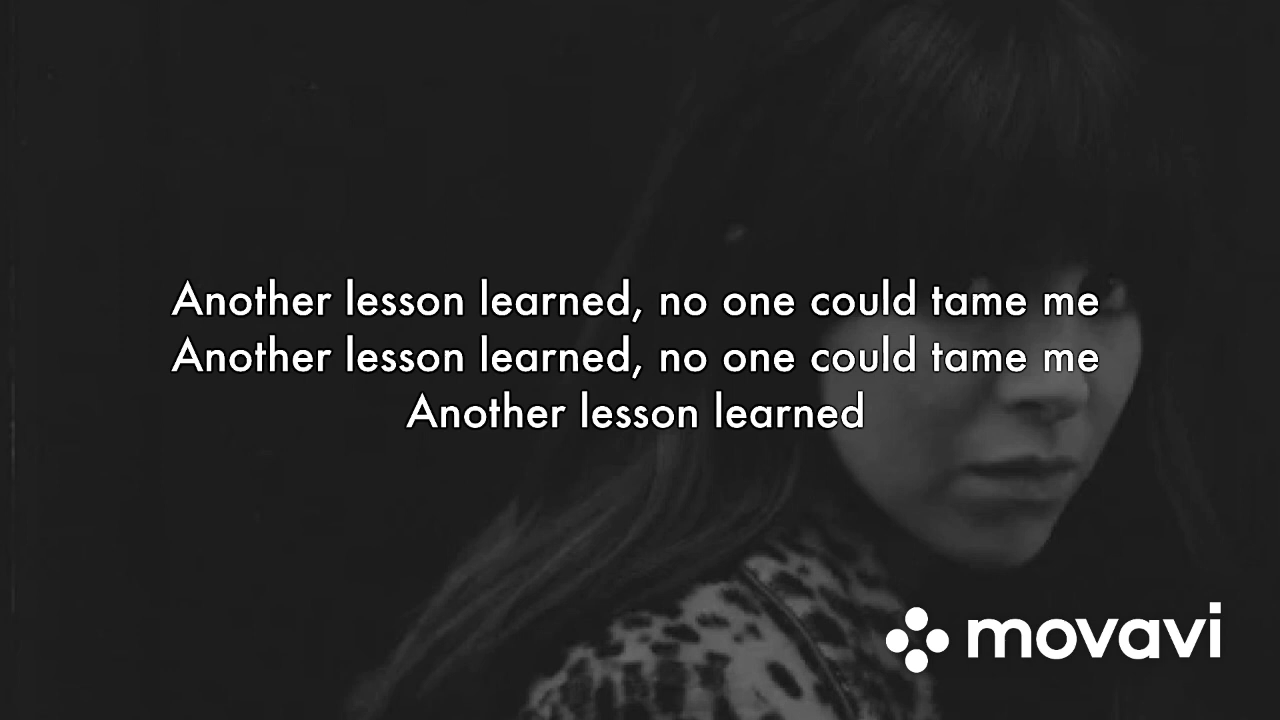 Another lesson learned, no one could tame me
Another lesson learned, no one could tame me
Another lesson learned
movavi